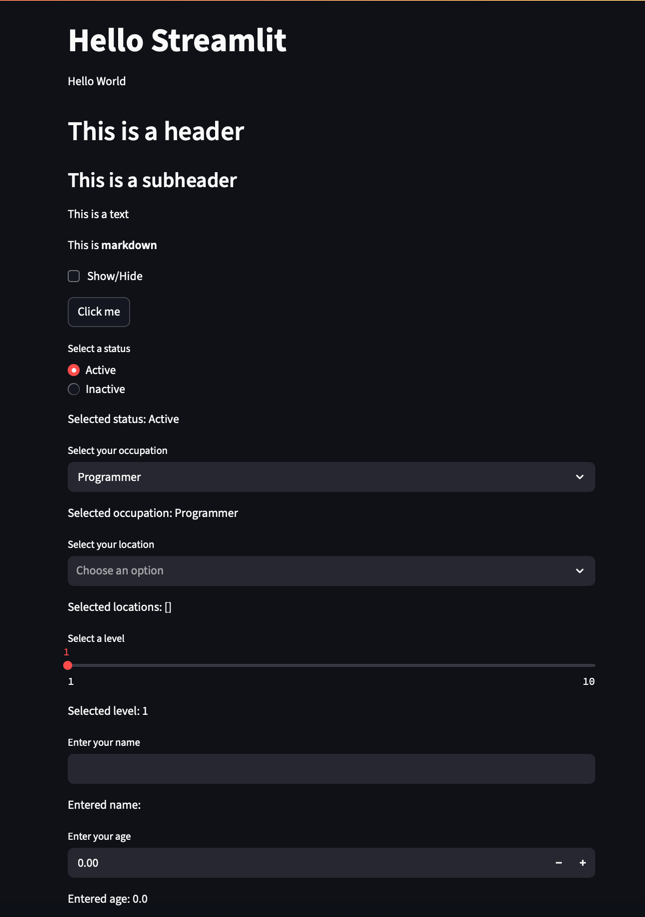 Hello Streamlit
Hello World
This is a header
This is a subheader
This is a text
This is markdown
Show/Hide
Click me
Select a status
Active
Inactive
Selected status: Active
Select your occupation
Programmer
Selected occupation: Programmer
Select your location
Choose an option
Selected locations: []
Select a level
1
1 10
Selected level: 1
Enter your name
Entered name:
Enter your age
0.00 − +
Entered age: 0.0